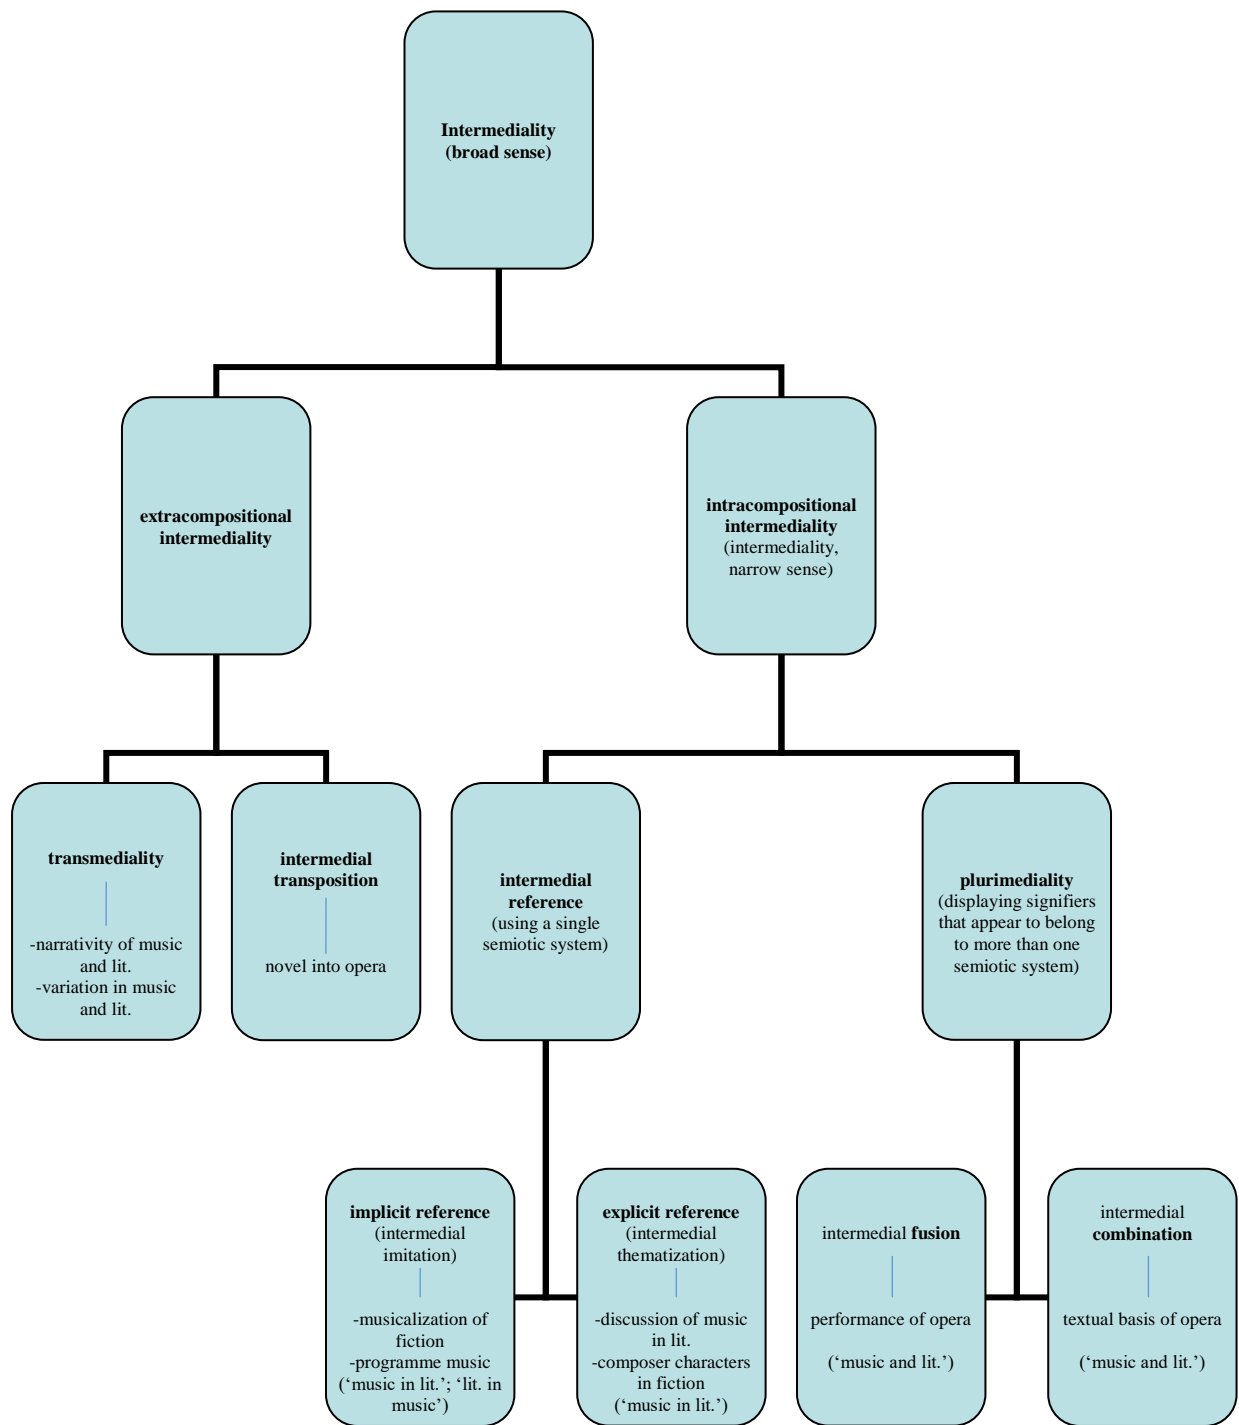 Intermediality
(broad sense)
extracompositional
intermediality
intracompositional
intermediality
(intermediality,
narrow sense)
transmediality
-narrativity of music
and lit.
-variation in music
and lit.
intermedial
transposition
novel into opera
intermedial
reference
(using a single
semiotic system)
plurimediality
(displaying signifiers
that appear to belong
to more than one
semiotic system)
implicit reference
(intermedial
imitation)
-musicalization of
fiction
-programme music
(‘music in lit.’; ‘lit. in
music’)
explicit reference
(intermedial
thematization)
-discussion of music
in lit.
-composer characters
in fiction
(‘music in lit.’)
intermedial fusion
performance of opera
(‘music and lit.’)
intermedial
combination
textual basis of opera
(‘music and lit.’)